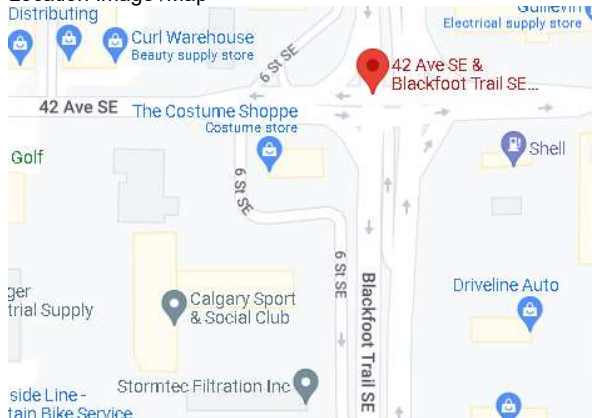 Location image /map
Distributing
Guillevin
Electrical supply store
Curl Warehouse
Beauty supply store
6 St SE
42 Ave SE &
Blackfoot Trail SE...
42 Ave SE
The Costume Shoppe
Costume store
Shell
Golf
6 St SE
6 St SE
Blackfoot Trail SE
Driveline Auto
ger
trial Supply
Calgary Sport
& Social Club
Stormtec Filtration Inc
side Line -
tain Bike Service